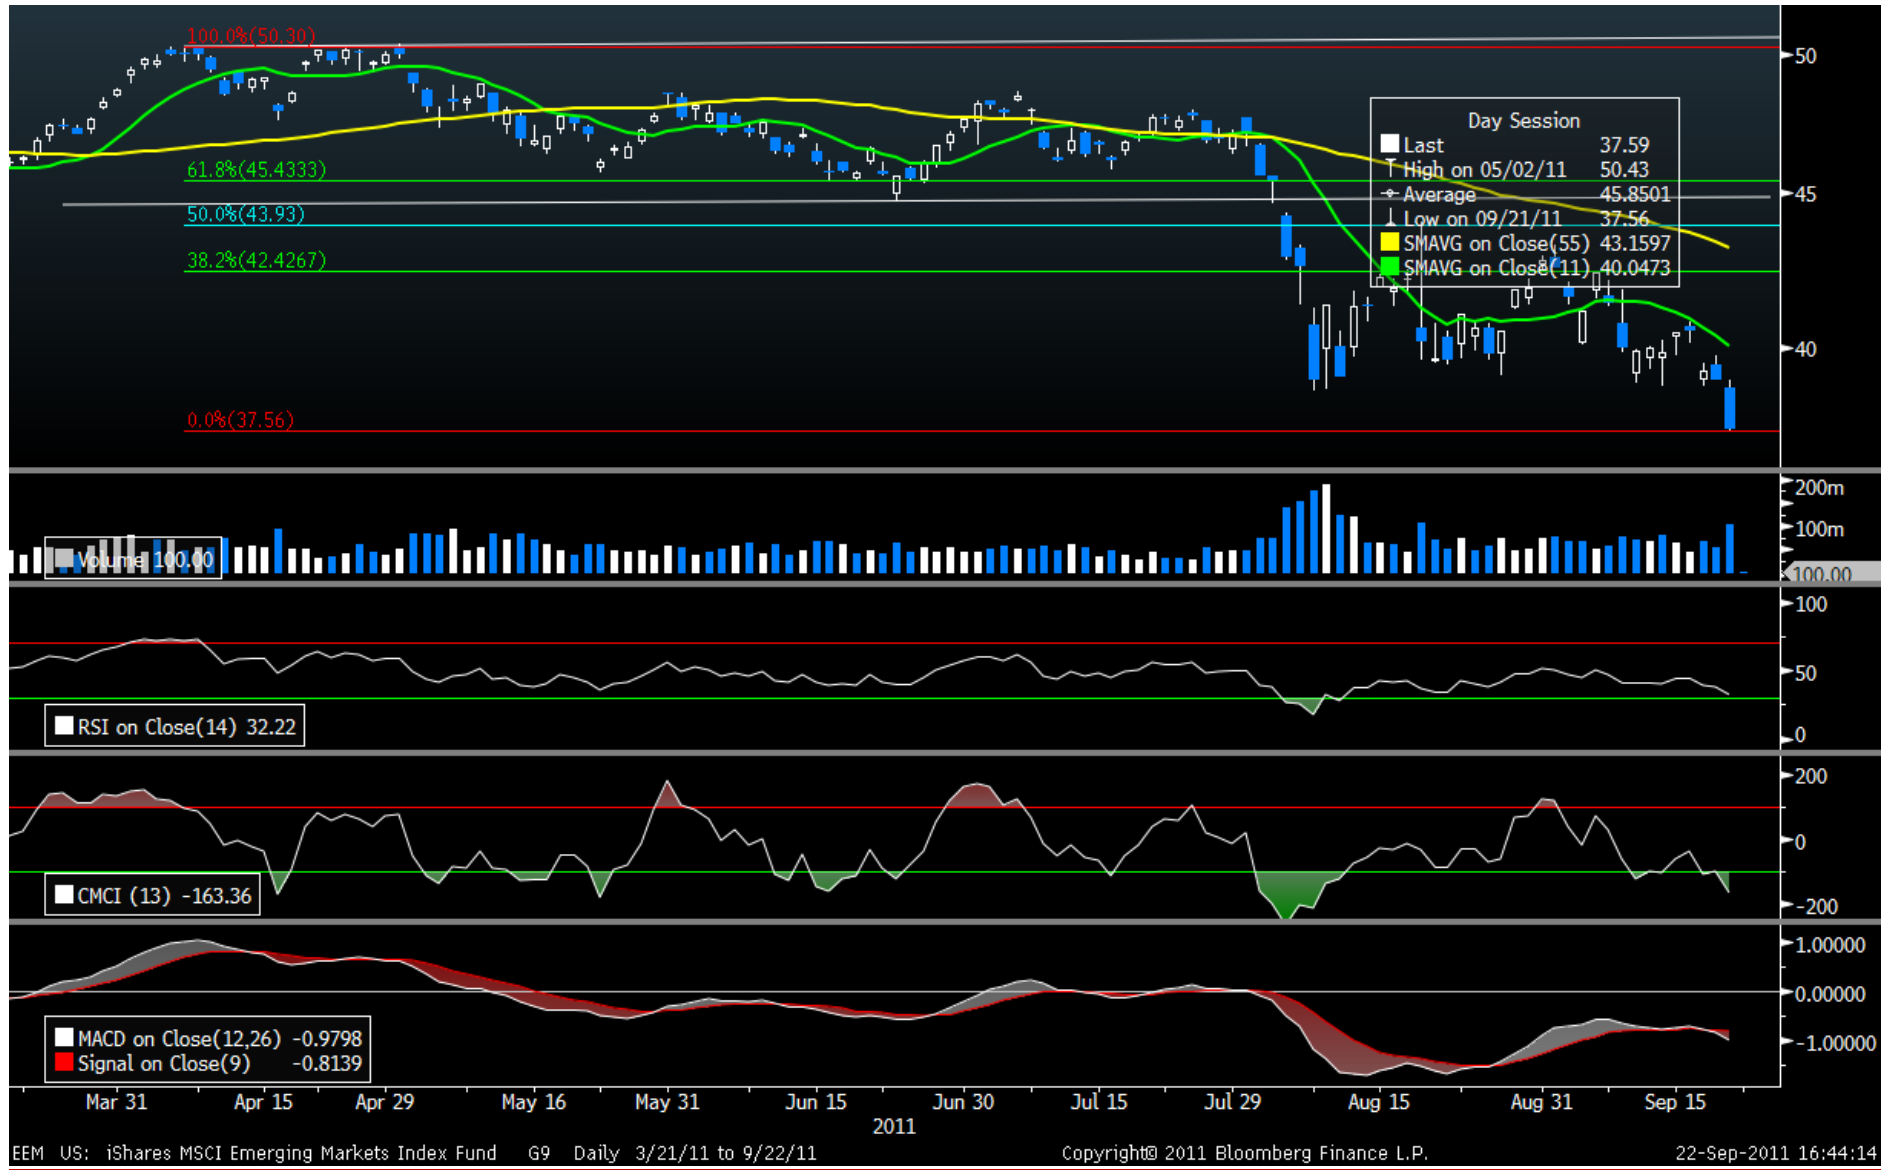 100.0%(50.30)
50
Day Session
Last 37.59
High on 05/02/11 50.43
Average 45.8501
Low on 09/21/11 37.56
SMAVG on Close(55) 43.1597
SMAVG on Close(11) 40.0473
61.8%(45.4333)
45
50.0%(43.93)
38.2%(42.4267)
40
0.0%(37.56)
200m
100m
Volume 100.00
100.00
100
50
RSI on Close(14) 32.22
0
200
0
CMCI (13) -163.36
-200
1.00000
0.00000
MACD on Close(12,26) -0.9798
-1.00000
Signal on Close(9) -0.8139
Mar 31 Apr 15 Apr 29 May 16 May 31 Jun 15 Jun 30 Jul 15 Jul 29 Aug 15 Aug 31 Sep 15
2011
EEM US: iShares MSCI Emerging Markets Index Fund G9 Daily 3/21/11 to 9/22/11 Copyright© 2011 Bloomberg Finance L.P. 22-Sep-2011 16:44:14